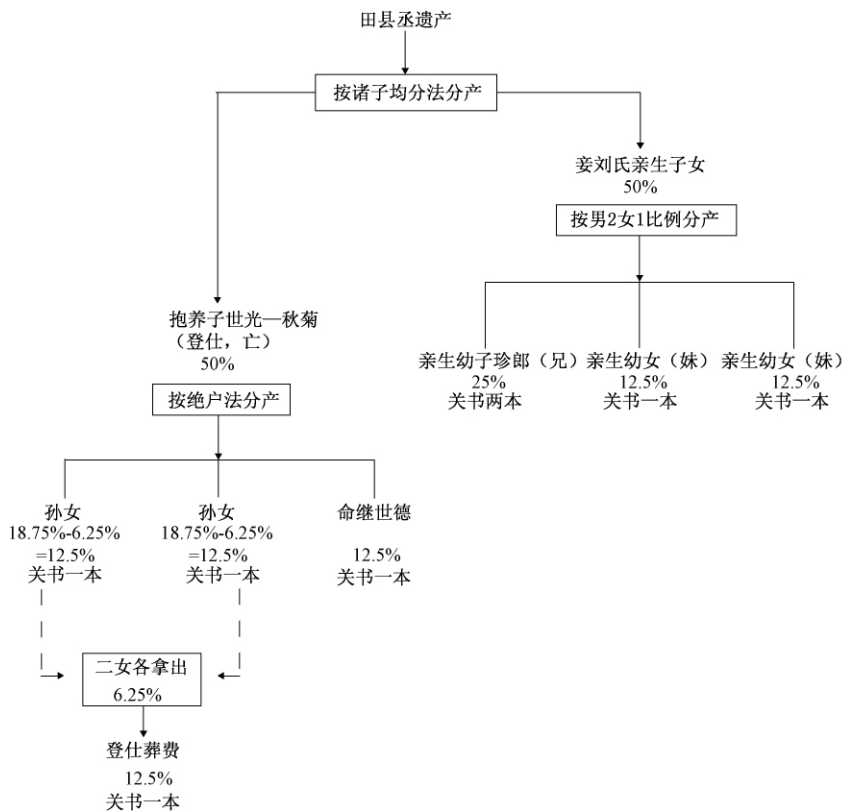 田县丞遗产
按诸子均分法分产
妾刘氏亲生子女
50%
按男2女1比例分产
抱养子世光—秋菊
（登仕，亡）
50%
按绝户法分产
亲生幼子珍郎（兄）
25%
关书两本
亲生幼女（妹）
12.5%
关书一本
亲生幼女（妹）
12.5%
关书一本
孙女
18.75%-6.25%
=12.5%
关书一本
孙女
18.75%-6.25%
=12.5%
关书一本
命继世德
12.5%
关书一本
二女各拿出
6.25%
登仕葬费
12.5%
关书一本